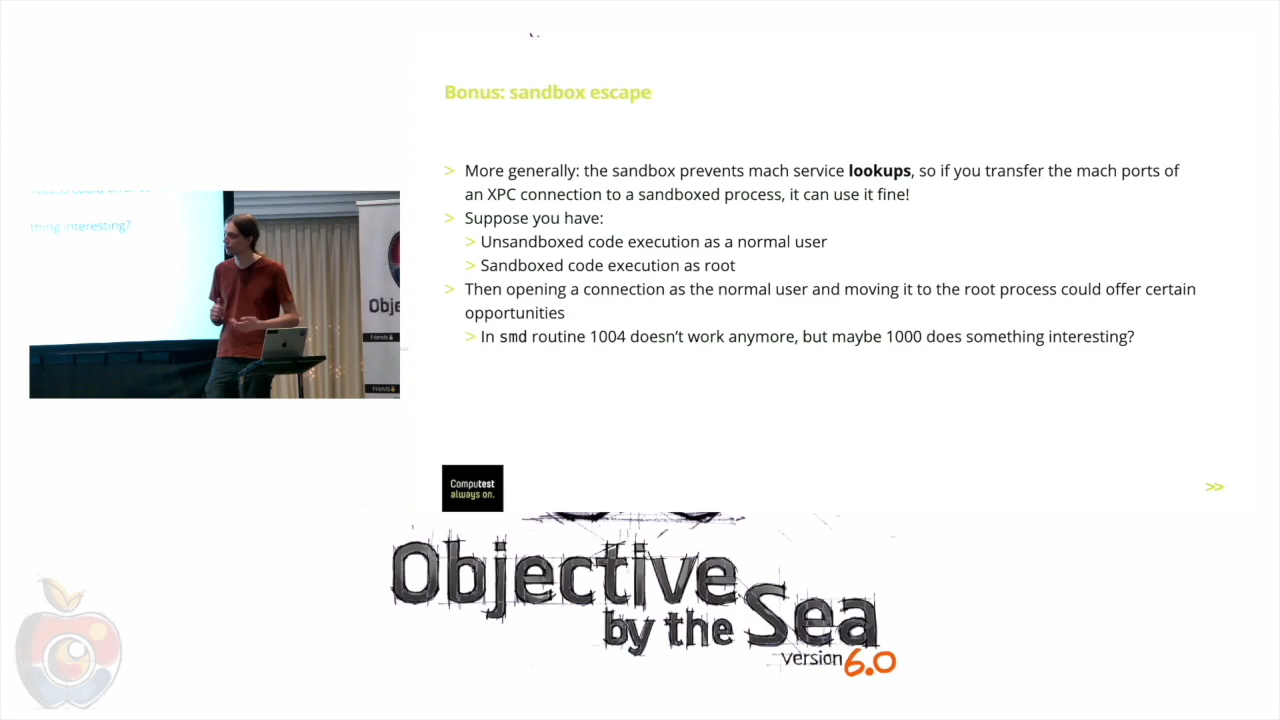 Bonus: sandbox escape
> More generally: the sandbox prevents mach service lookups, so if you transfer the mach ports of
an XPC connection to a sandboxed process, it can use it fine!
> Suppose you have:
> Unsandboxed code execution as a normal user
> Sandboxed code execution as root
> Then opening a connection as the normal user and moving it to the root process could offer certain
opportunities
> In smd routine 1004 doesn't work anymore, but maybe 1000 does something interesting?
thing interesting?
Obje
Friends
Friends
Computest
always on.
>>
Objective
by the Sea
version 6.0